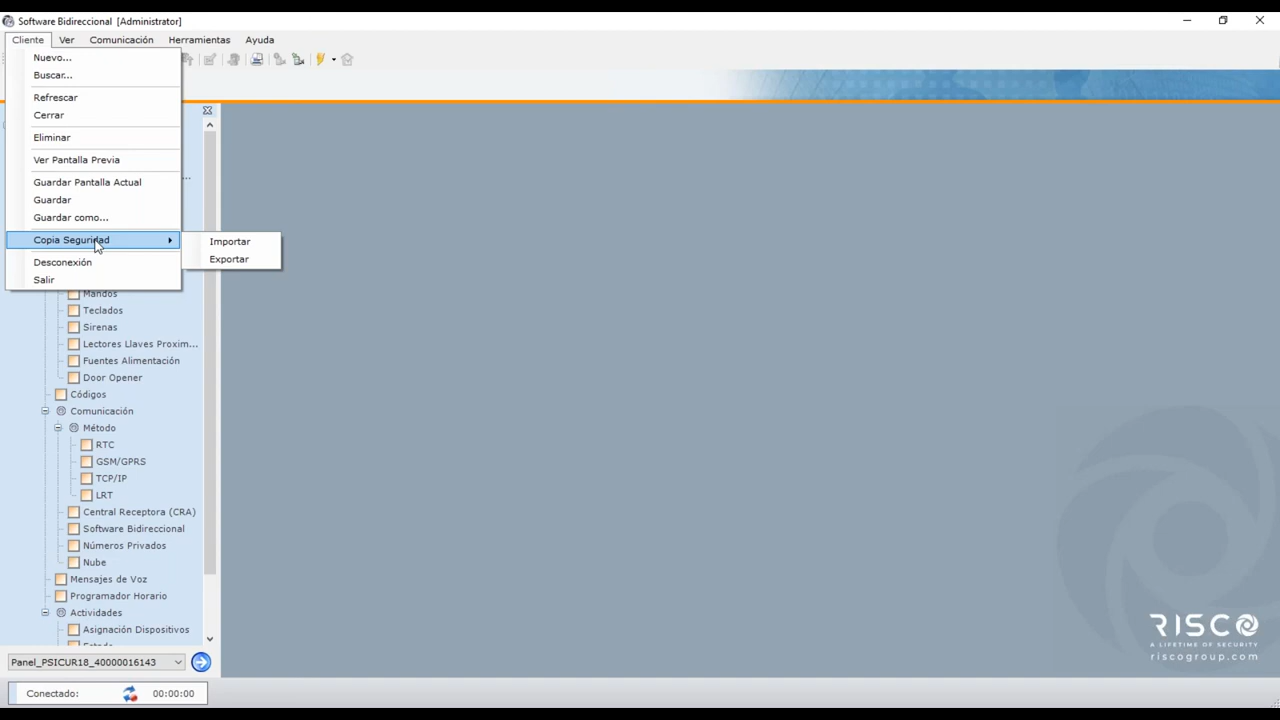 Software Bidireccional [Administrator]
Cliente Ver Comunicación Herramientas Ayuda
Nuevo...
Buscar...
Refrescar
Cerrar
Eliminar
Ver Pantalla Previa
Guardar Pantalla Actual
Guardar
Guardar como...
Copia Seguridad
Importar
Exportar
Desconexión
Salir
Mandos
Teclados
Sirenas
Lectores Llaves Proxim...
Fuentes Alimentación
Door Opener
Códigos
Comunicación
Método
RTC
GSM/GPRS
TCP/IP
LRT
Central Receptora (CRA)
Software Bidireccional
Números Privados
Nube
Mensajes de Voz
Programador Horario
Actividades
Asignación Dispositivos
Panel_PSICUR18_40000016143
Conectado: 00:00:00
RISCO
A LIFETIME OF SECURITY
riscogroup.com